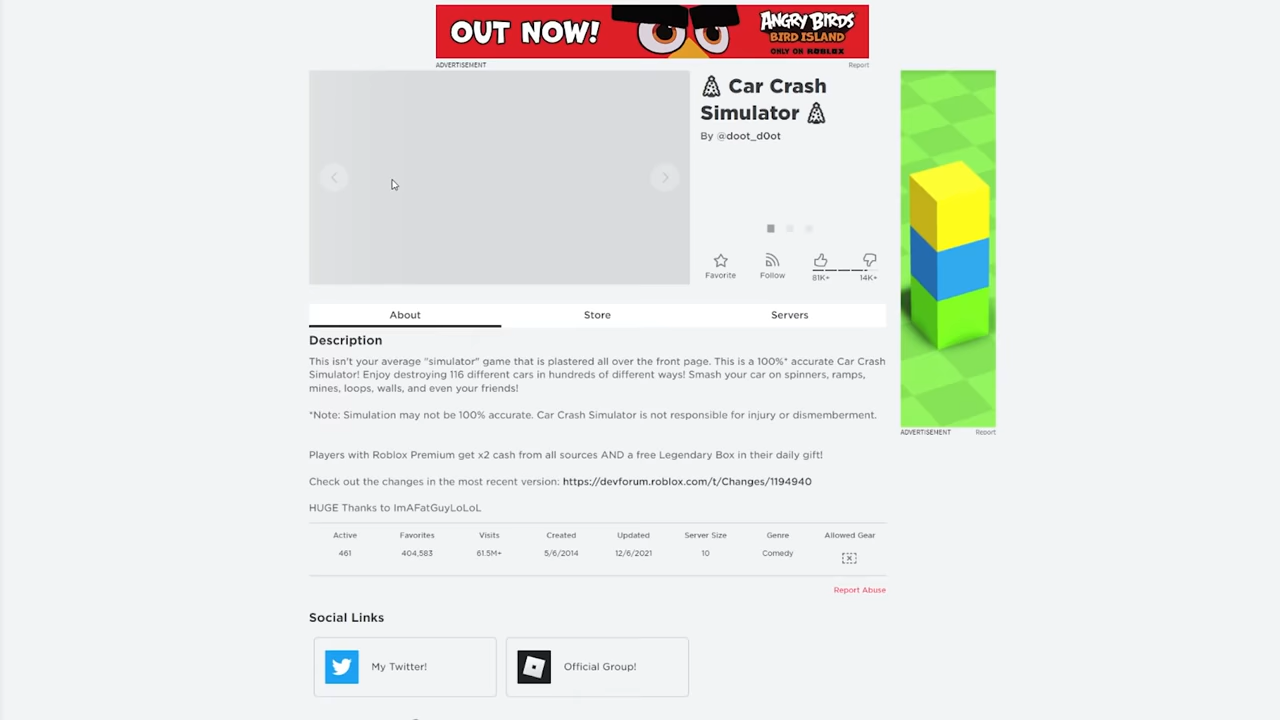 OUT NOW!
ANGRY BIRDS
BIRD ISLAND
ONLY ON ROBLOX
ADVERTISEMENT
Report
Car Crash
Simulator
By @doot_d0ot
Favorite
Follow
81K+
14K+
About
Store
Servers
Description
This isn't your average "simulator" game that is plastered all over the front page. This is a 100%* accurate Car Crash
Simulator! Enjoy destroying 116 different cars in hundreds of different ways! Smash your car on spinners, ramps,
mines, loops, walls, and even your friends!
*Note: Simulation may not be 100% accurate. Car Crash Simulator is not responsible for injury or dismemberment.
Players with Roblox Premium get x2 cash from all sources AND a free Legendary Box in their daily gift!
Check out the changes in the most recent version: https://devforum.roblox.com/t/Changes/1194940
HUGE Thanks to ImAFatGuyLoLoL
Active
Favorites
Visits
Created
Updated
Server Size
Genre
Allowed Gear
461
404,583
61.5M+
5/6/2014
12/6/2021
10
Comedy
Report Abuse
Social Links
My Twitter!
Official Group!
ADVERTISEMENT
Report